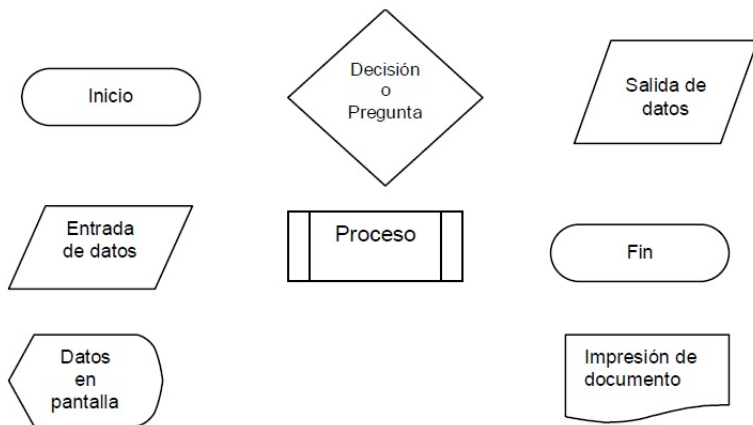 Inicio
Decisión
o
Pregunta
Salida de
datos
Entrada
de datos
Proceso
Fin
Datos
en
pantalla
Impresión de
documento